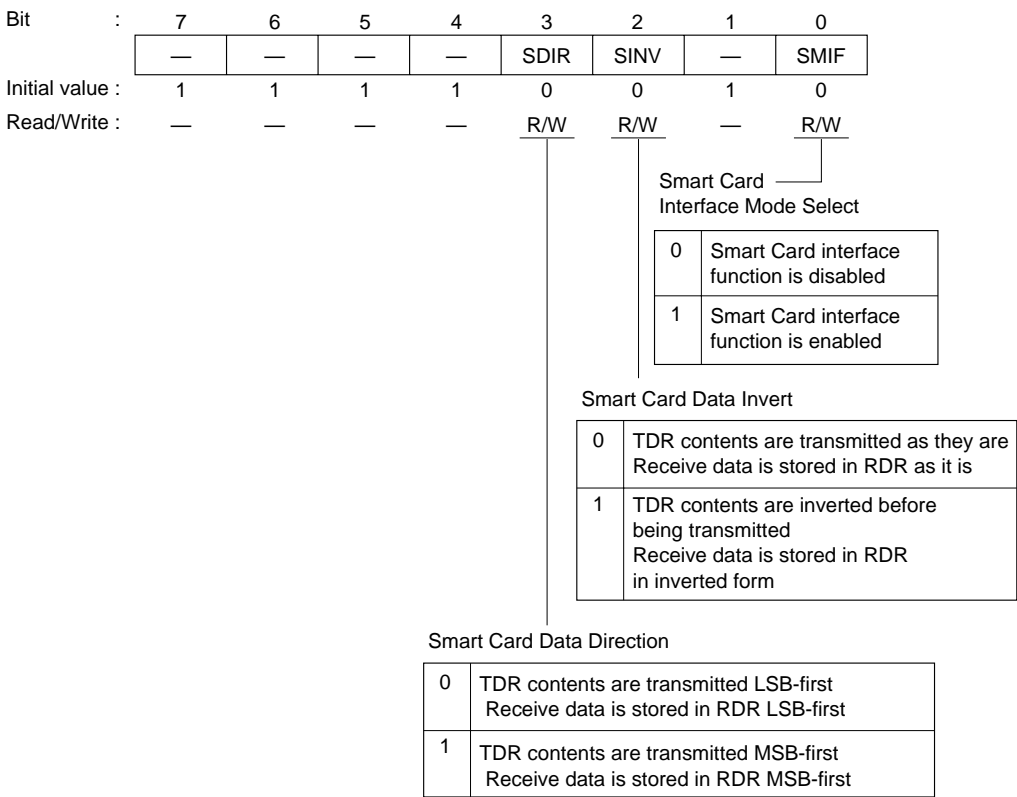 Bit : 7 6 5 4 3 2 1 0
— — — — SDIR SINV — SMIF
Initial value : 1 1 1 1 0 0 1 0
Read/Write : — — — — R/W R/W — R/W
Smart Card
Interface Mode Select
0 Smart Card interface
function is disabled
1 Smart Card interface
function is enabled
Smart Card Data Invert
0 TDR contents are transmitted as they are
Receive data is stored in RDR as it is
1 TDR contents are inverted before
being transmitted
Receive data is stored in RDR
in inverted form
Smart Card Data Direction
0 TDR contents are transmitted LSB-first
Receive data is stored in RDR LSB-first
1 TDR contents are transmitted MSB-first
Receive data is stored in RDR MSB-first